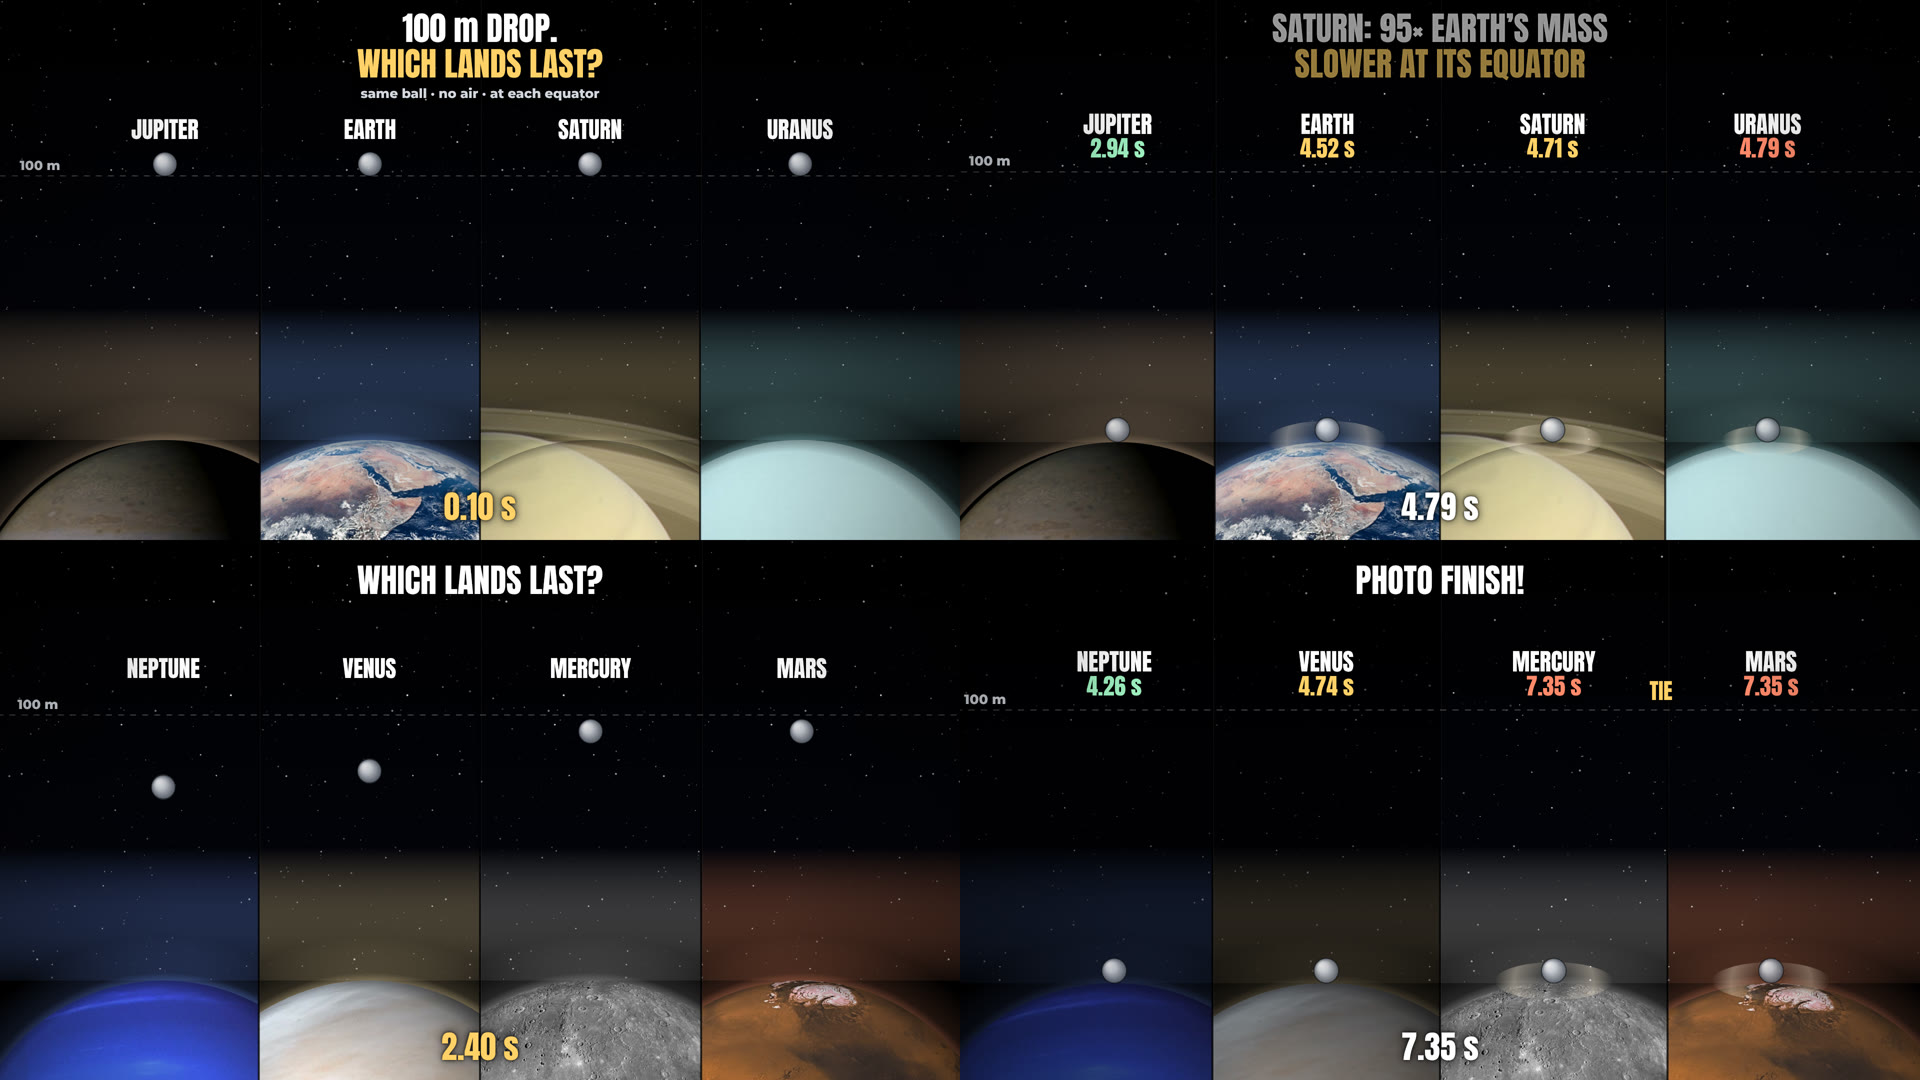 100 m DROP.
WHICH LANDS LAST?
same ball · no air · at each equator
JUPITER EARTH SATURN URANUS
100 m
0.10 s
SATURN: 95× EARTH'S MASS
SLOWER AT ITS EQUATOR
JUPITER EARTH SATURN URANUS
2.94 s 4.52 s 4.71 s 4.79 s
100 m
4.79 s
WHICH LANDS LAST?
NEPTUNE VENUS MERCURY MARS
100 m
2.40 s
PHOTO FINISH!
NEPTUNE VENUS MERCURY MARS
4.26 s 4.74 s 7.35 s TIE 7.35 s
100 m
7.35 s